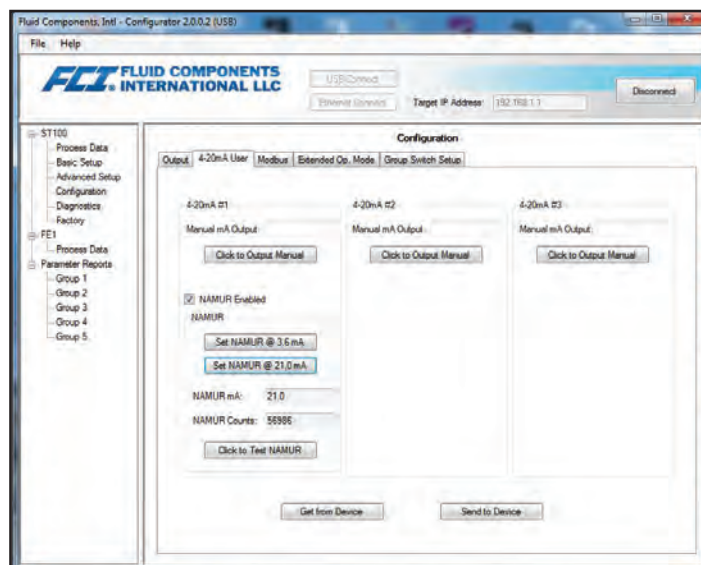 Fluid Components, Intl - Configurator 2.0.0.2 (USB)
File Help
FCI. FLUID COMPONENTS
INTERNATIONAL LLC
USB Connect
Ethernet Connect Target IP Address: 192.168.1.1 Disconnect
ST100
Process Data
Basic Setup
Advanced Setup
Configuration
Diagnostics
Factory
FE1
Process Data
Parameter Reports
Group 1
Group 2
Group 3
Group 4
Group 5
Configuration
Output 4-20mA User Modbus Extended Op. Mode Group Switch Setup
4-20mA #1 4-20mA #2 4-20mA #3
Manual mA Output Manual mA Output Manual mA Output
Click to Output Manual Click to Output Manual Click to Output Manual
NAMUR Enabled
NAMUR
Set NAMUR @ 3.6 mA
Set NAMUR @ 21.0 mA
NAMUR mA: 21.0
NAMUR Counts: 56986
Click to Test NAMUR
Get from Device Send to Device